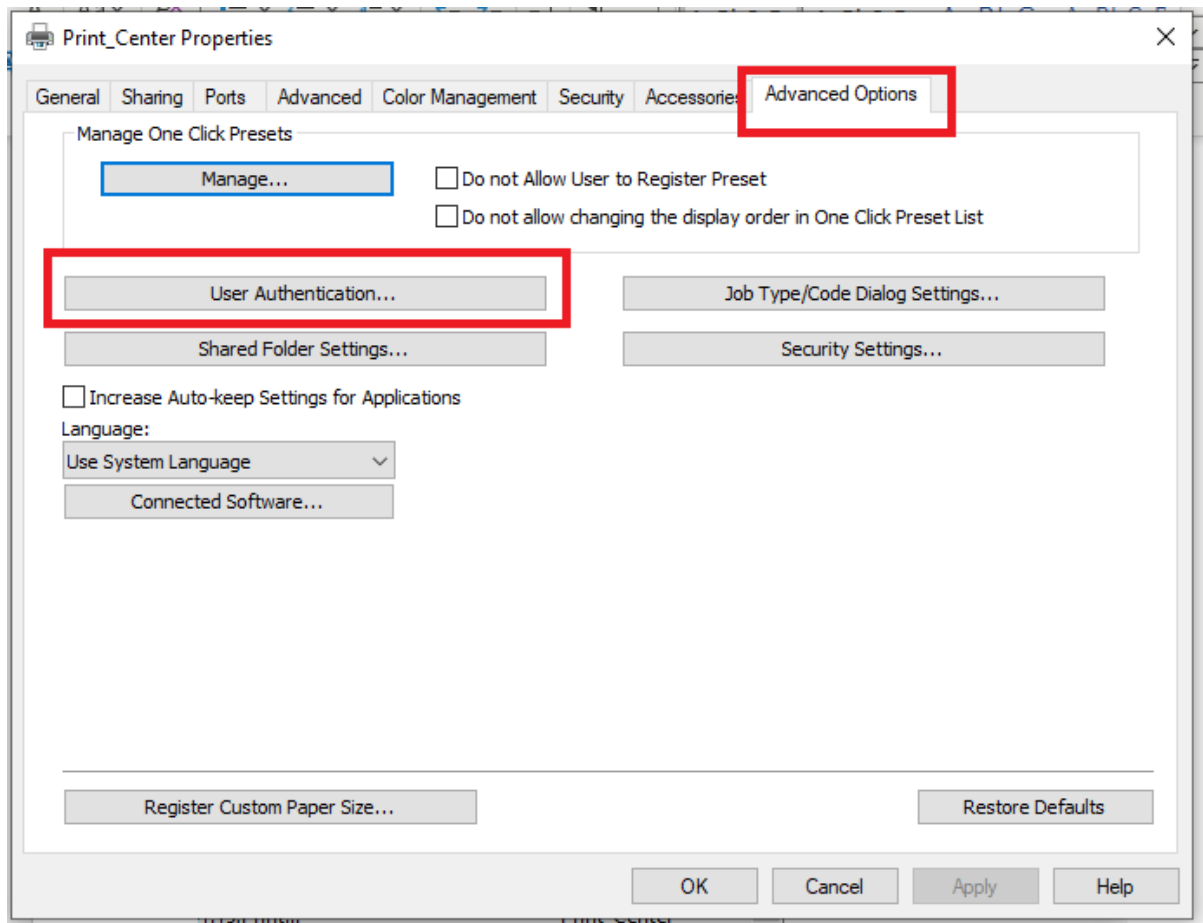 Print_Center Properties
General Sharing Ports Advanced Color Management Security Accessories Advanced Options
Manage One Click Presets
Manage... Do not Allow User to Register Preset
Do not allow changing the display order in One Click Preset List
User Authentication... Job Type/Code Dialog Settings...
Shared Folder Settings... Security Settings...
Increase Auto-keep Settings for Applications
Language:
Use System Language
Connected Software...
Register Custom Paper Size... Restore Defaults
OK Cancel Apply Help